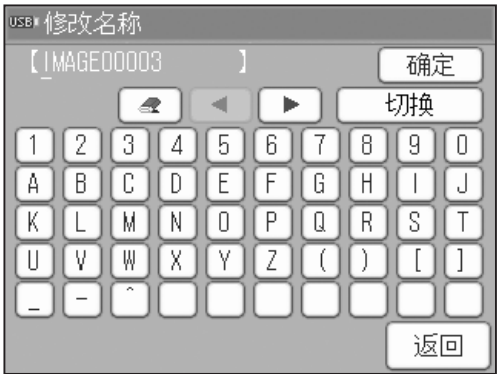 USB 修改名称
【IMAGE00003 】 确定
切换
1 2 3 4 5 6 7 8 9 0
A B C D E F G H I J
K L M N O P Q R S T
U V W X Y Z ( ) [ ]
_ - ^
返回